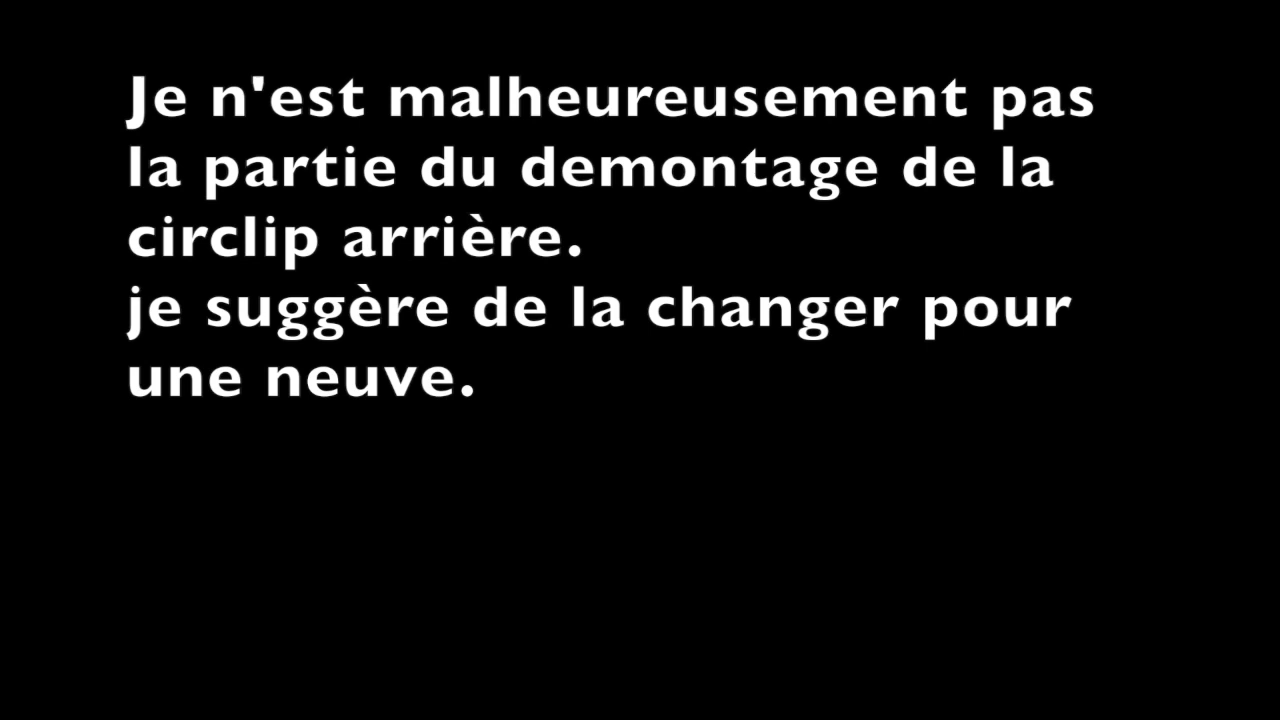 Je n'est malheureusement pas
la partie du demontage de la
circlip arrière.
je suggère de la changer pour
une neuve.